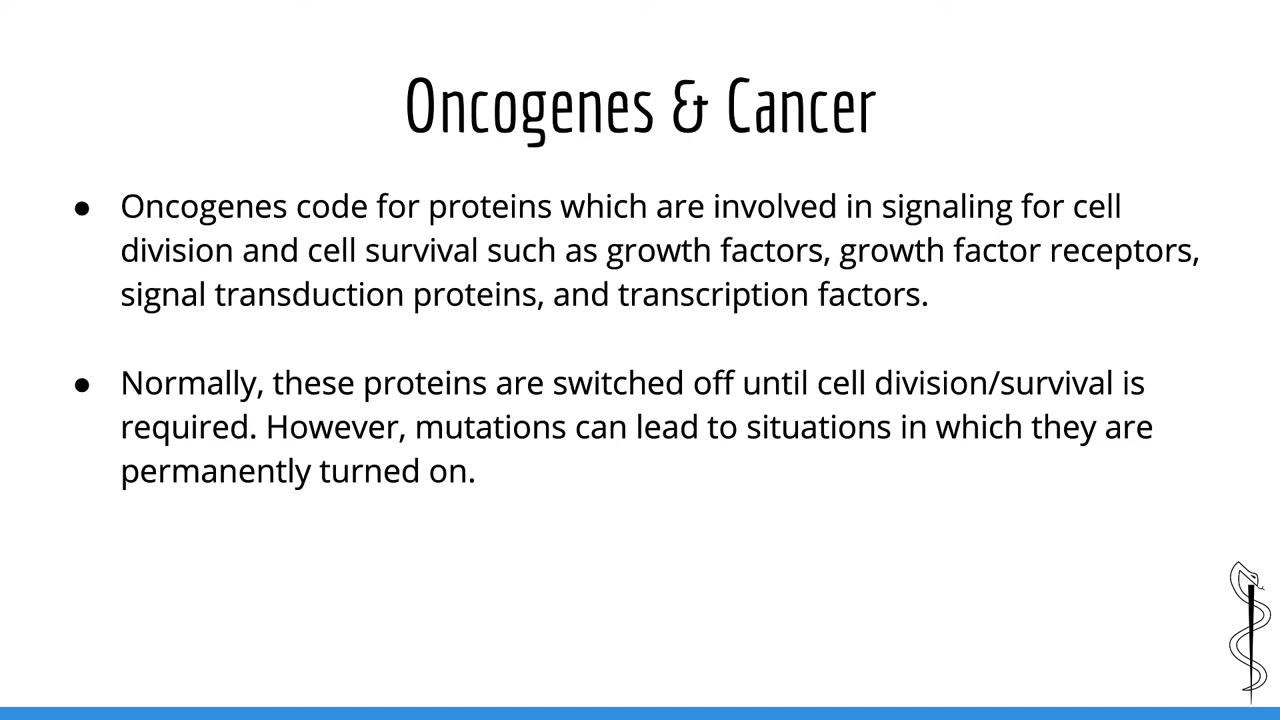 Oncogenes & Cancer
● Oncogenes code for proteins which are involved in signaling for cell
division and cell survival such as growth factors, growth factor receptors,
signal transduction proteins, and transcription factors.
● Normally, these proteins are switched off until cell division/survival is
required. However, mutations can lead to situations in which they are
permanently turned on.